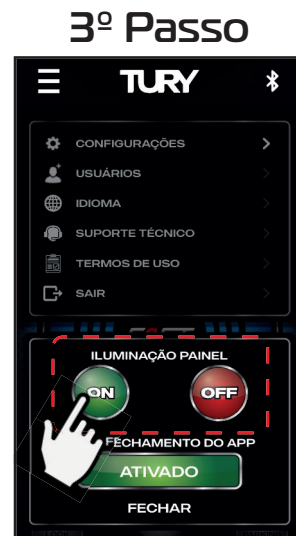 3º Passo
TURY
CONFIGURAÇÕES
USUÁRIOS
IDIOMA
SUPORTE TÉCNICO
TERMOS DE USO
SAIR
ILUMINAÇÃO PAINEL
ON OFF
FECHAMENTO DO APP
ATIVADO
FECHAR